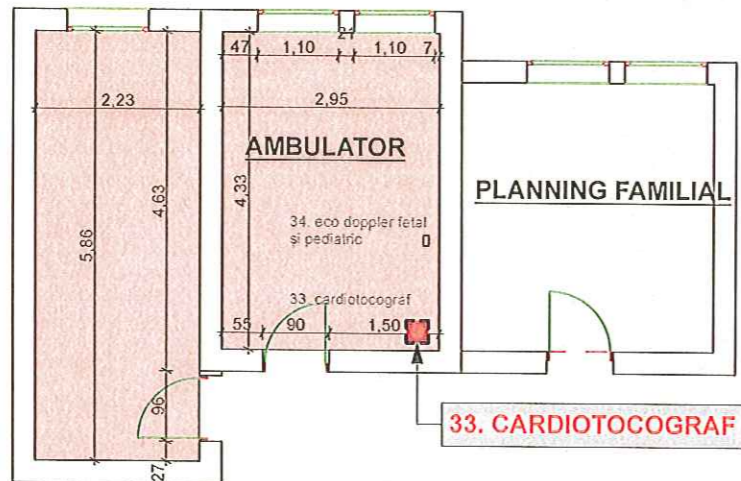 47 1,10 21 1,10 7
2,23
2,95
AMBULATOR
PLANNING FAMILIAL
4,63
4,33
5,86
34. eco doppler fetal
și pediatric
33. cardiotocograf
55 90 1,50
96
27
33. CARDIOTOCOGRAF